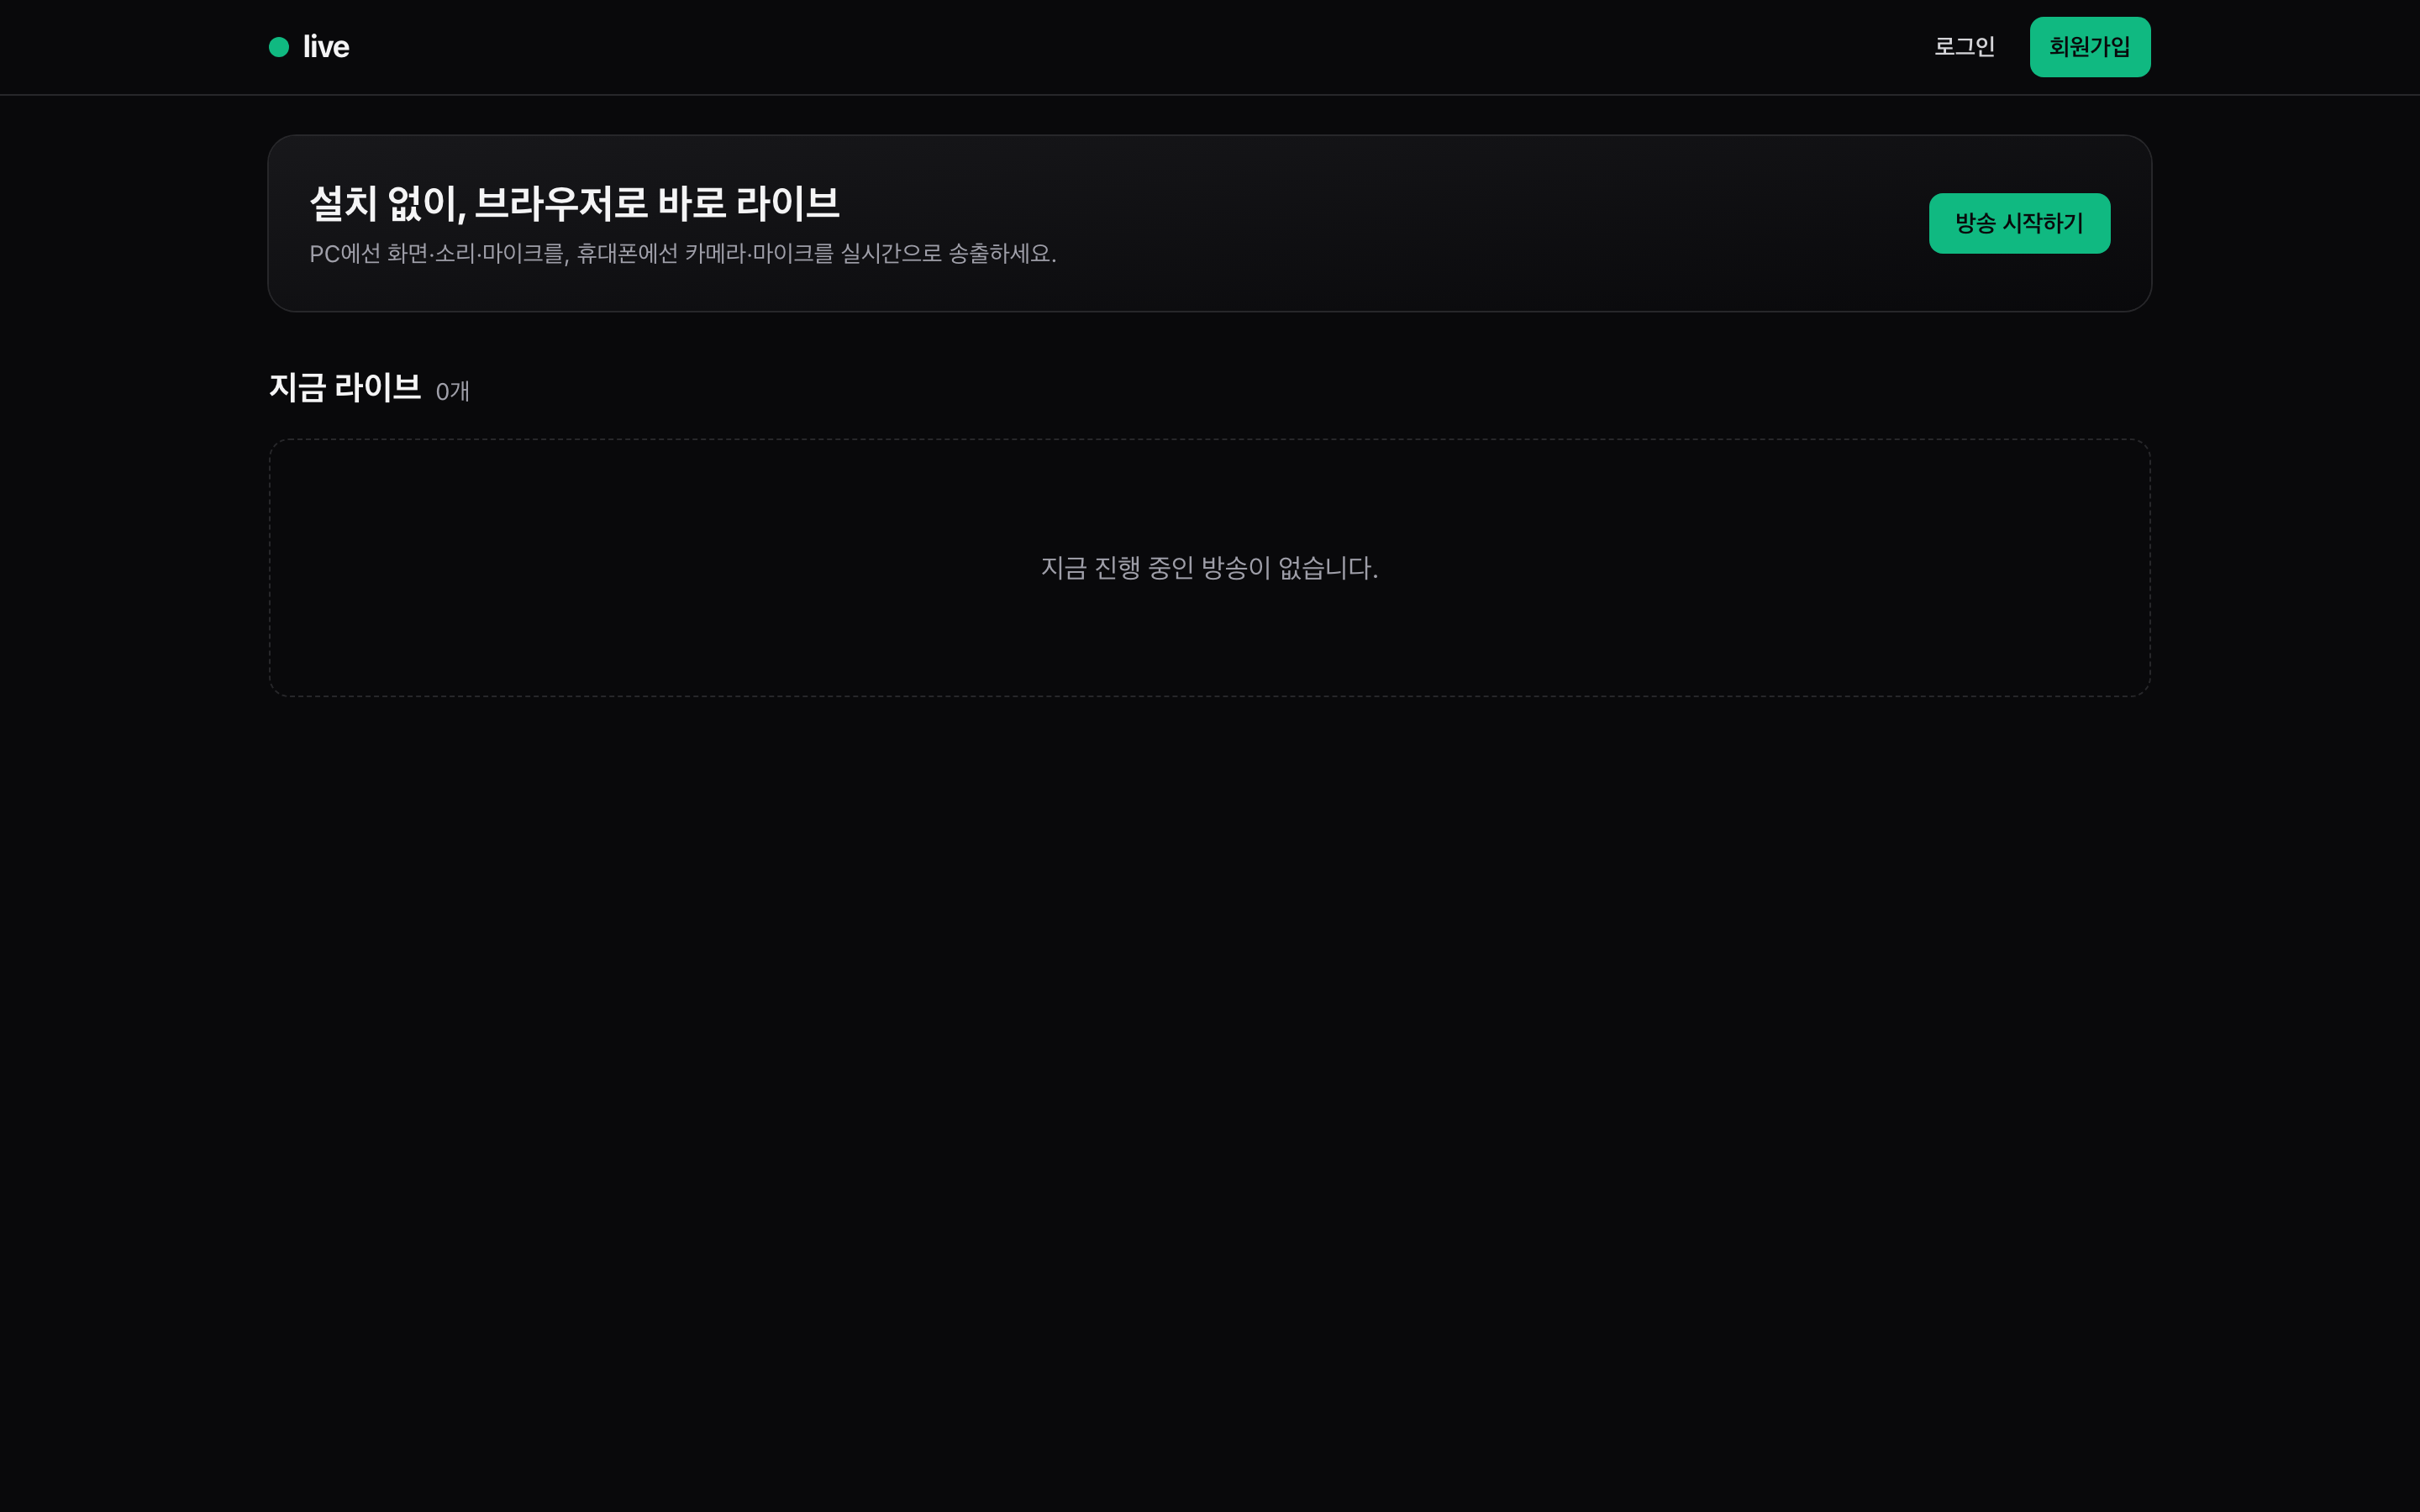 live
로그인
회원가입
설치 없이, 브라우저로 바로 라이브
PC에선 화면·소리·마이크를, 휴대폰에선 카메라·마이크를 실시간으로 송출하세요.
방송 시작하기
지금 라이브 0개
지금 진행 중인 방송이 없습니다.